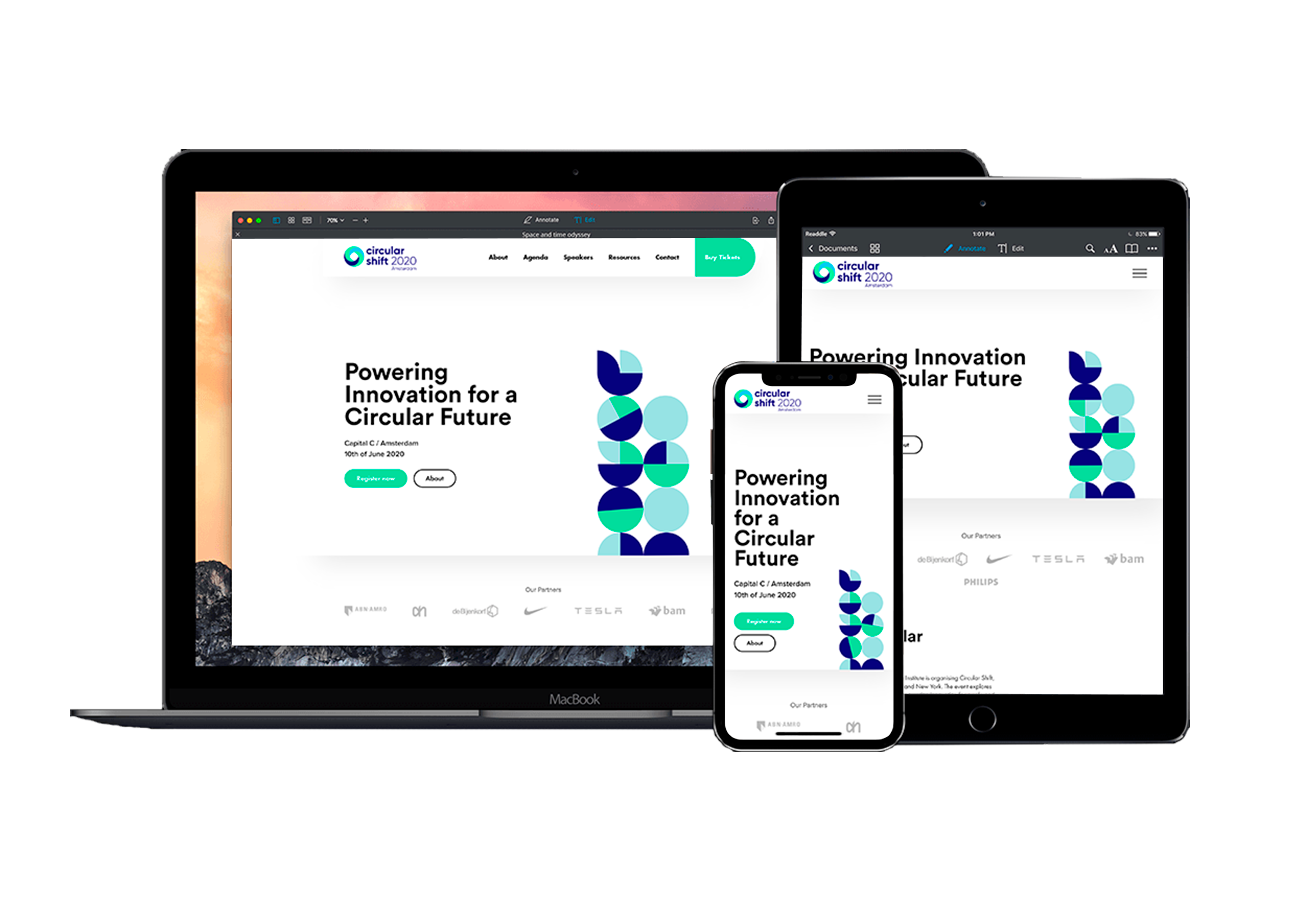 70%
Annotate
Edit
Space and time odyssey
circular
shift 2020
Amsterdam
About
Agenda
Speakers
Resources
Contact
Buy Tickets
Powering
Innovation for a
Circular Future
Capital C / Amsterdam
10th of June 2020
Register now
About
Our Partners
ABN·AMRO
ah
deBijenkorf
TESLA
bam
MacBook
Readdle
1:01 PM
83%
Documents
Annotate
Edit
AA
circular
shift 2020
Amsterdam
Powering Innovation
cular Future
out
Our Partners
deBijenkorf
TESLA
bam
PHILIPS
lar
Institute is organising Circular Shift,
and New York. The event explores
circular
shift 2020
Amsterdam
Powering
Innovation
for a
Circular
Future
Capital C / Amsterdam
10th of June 2020
Register now
About
Our Partners
ABN·AMRO
ah